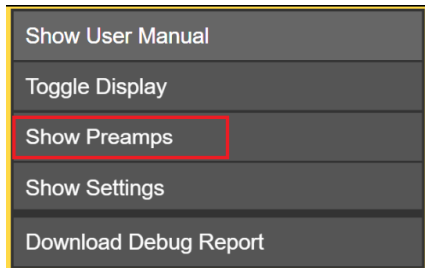 Show User Manual
Toggle Display
Show Preamps
Show Settings
Download Debug Report